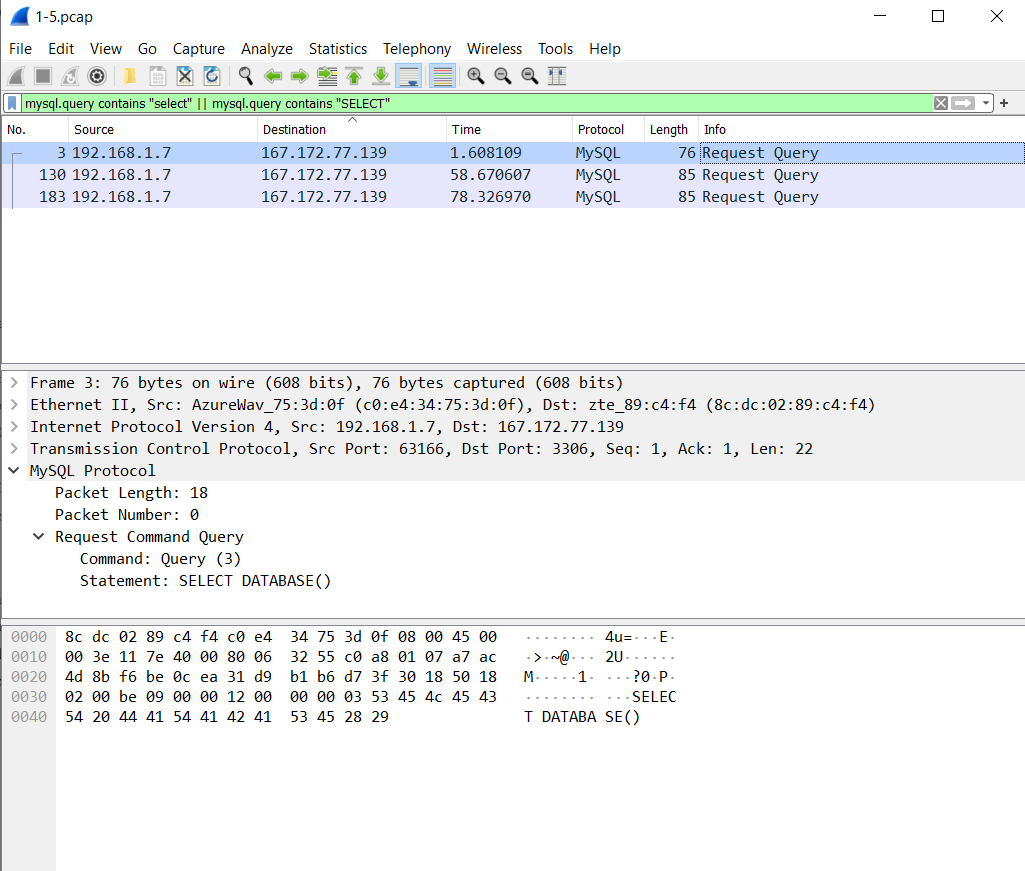 1-5.pcap
File Edit View Go Capture Analyze Statistics Telephony Wireless Tools Help
mysql.query contains "select" || mysql.query contains "SELECT"
No. Source Destination Time Protocol Length Info
3 192.168.1.7 167.172.77.139 1.608109 MySQL 76 Request Query
130 192.168.1.7 167.172.77.139 58.670607 MySQL 85 Request Query
183 192.168.1.7 167.172.77.139 78.326970 MySQL 85 Request Query
Frame 3: 76 bytes on wire (608 bits), 76 bytes captured (608 bits)
Ethernet II, Src: AzureWav_75:3d:0f (c0:e4:34:75:3d:0f), Dst: zte_89:c4:f4 (8c:dc:02:89:c4:f4)
Internet Protocol Version 4, Src: 192.168.1.7, Dst: 167.172.77.139
Transmission Control Protocol, Src Port: 63166, Dst Port: 3306, Seq: 1, Ack: 1, Len: 22
MySQL Protocol
Packet Length: 18
Packet Number: 0
Request Command Query
Command: Query (3)
Statement: SELECT DATABASE()
0000 8c dc 02 89 c4 f4 c0 e4 34 75 3d 0f 08 00 45 00 ········ 4u=···E·
0010 00 3e 11 7e 40 00 80 06 32 55 c0 a8 01 07 a7 ac ·>·~@··· 2U······
0020 4d 8b f6 be 0c ea 31 d9 b1 b6 d7 3f 30 18 50 18 M·····1· ···?0·P·
0030 02 00 be 09 00 00 12 00 00 00 03 53 45 4c 45 43 ········ ···SELEC
0040 54 20 44 41 54 41 42 41 53 45 28 29 T DATABA SE()